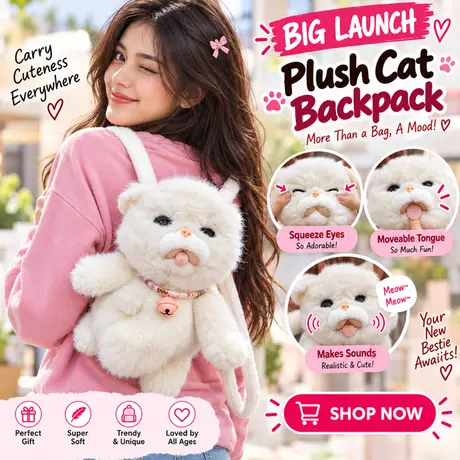 Carry
Cuteness
Everywhere
BIG LAUNCH
Plush Cat
Backpack
More Than a Bag, A Mood!
Squeeze Eyes
So Adorable!
Moveable Tongue
So Much Fun!
Meow~
Meow~
Makes Sounds
Realistic & Cute!
Your
New
Bestie
Awaiits!
Perfect
Gift
Super
Soft
Trendy
& Unique
Loved by
All Ages
SHOP NOW